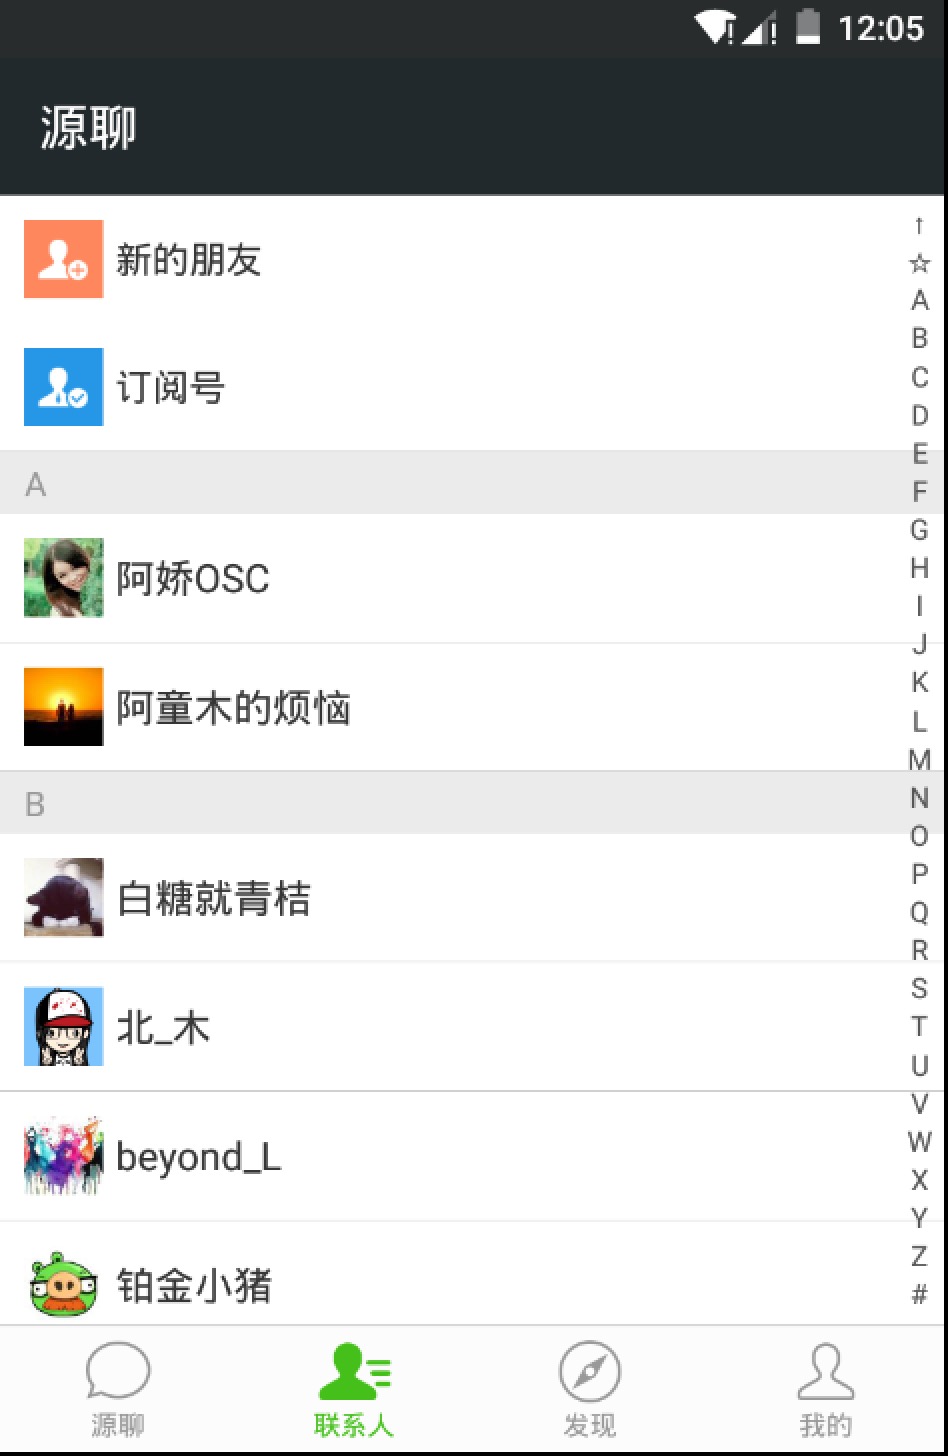 12:05
源聊
新的朋友
订阅号
A
阿娇OSC
阿童木的烦恼
B
白糖就青桔
北_木
beyond_L
铂金小猪
↑
☆
A
B
C
D
E
F
G
H
I
J
K
L
M
N
O
P
Q
R
S
T
U
V
W
X
Y
Z
#
源聊
联系人
发现
我的